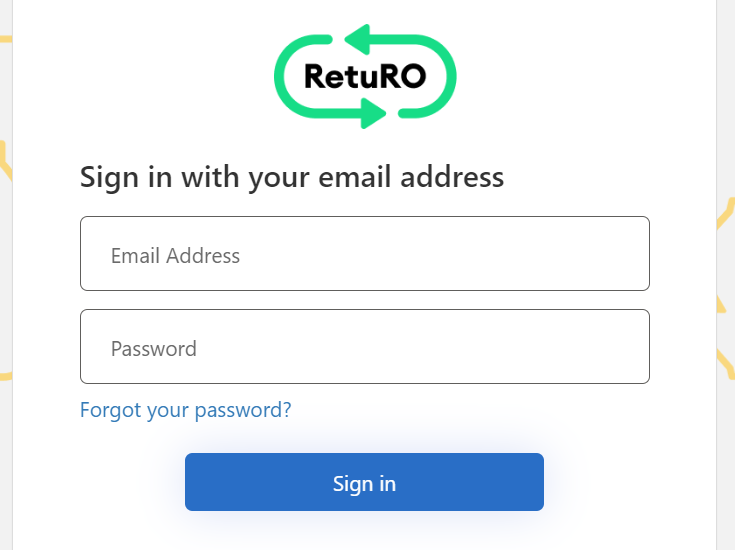 RetuRO
Sign in with your email address
Email Address
Password
Forgot your password?
Sign in